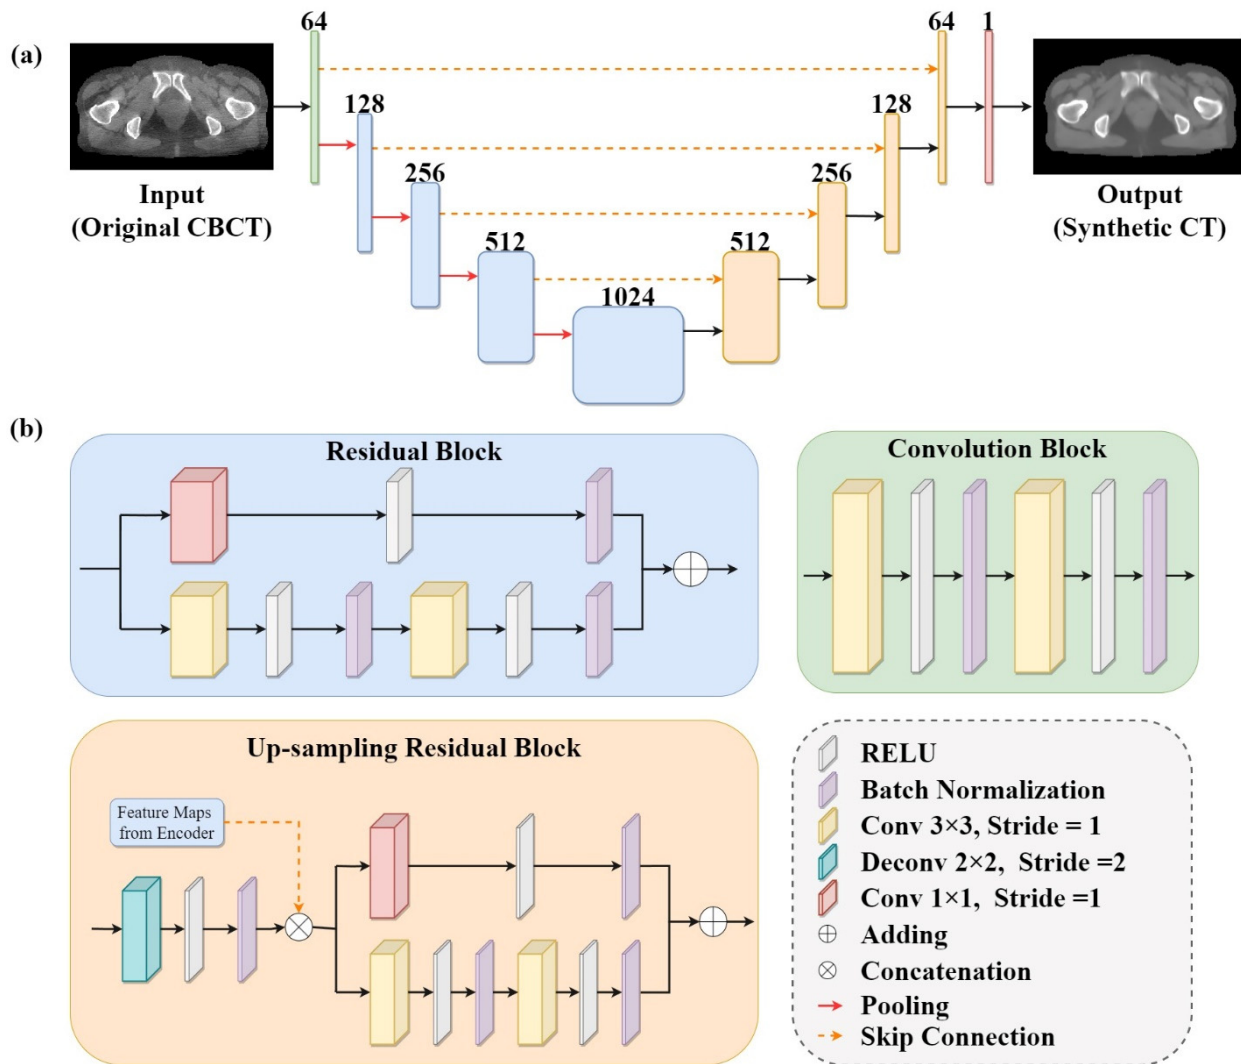 (a)
64
128
256
512
1024
512
256
128
64
1
Input
(Original CBCT)
Output
(Synthetic CT)
(b)
Residual Block
Convolution Block
Up-sampling Residual Block
Feature Maps
from Encoder
RELU
Batch Normalization
Conv 3×3, Stride = 1
Deconv 2×2, Stride =2
Conv 1×1, Stride =1
Adding
Concatenation
Pooling
Skip Connection